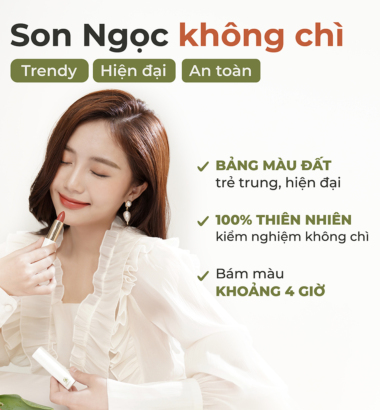 Son Ngọc không chì
Trendy Hiện đại An toàn
BẢNG MÀU ĐẤT
trẻ trung, hiện đại
100% THIÊN NHIÊN
kiểm nghiệm không chì
Bám màu
KHOẢNG 4 GIỜ